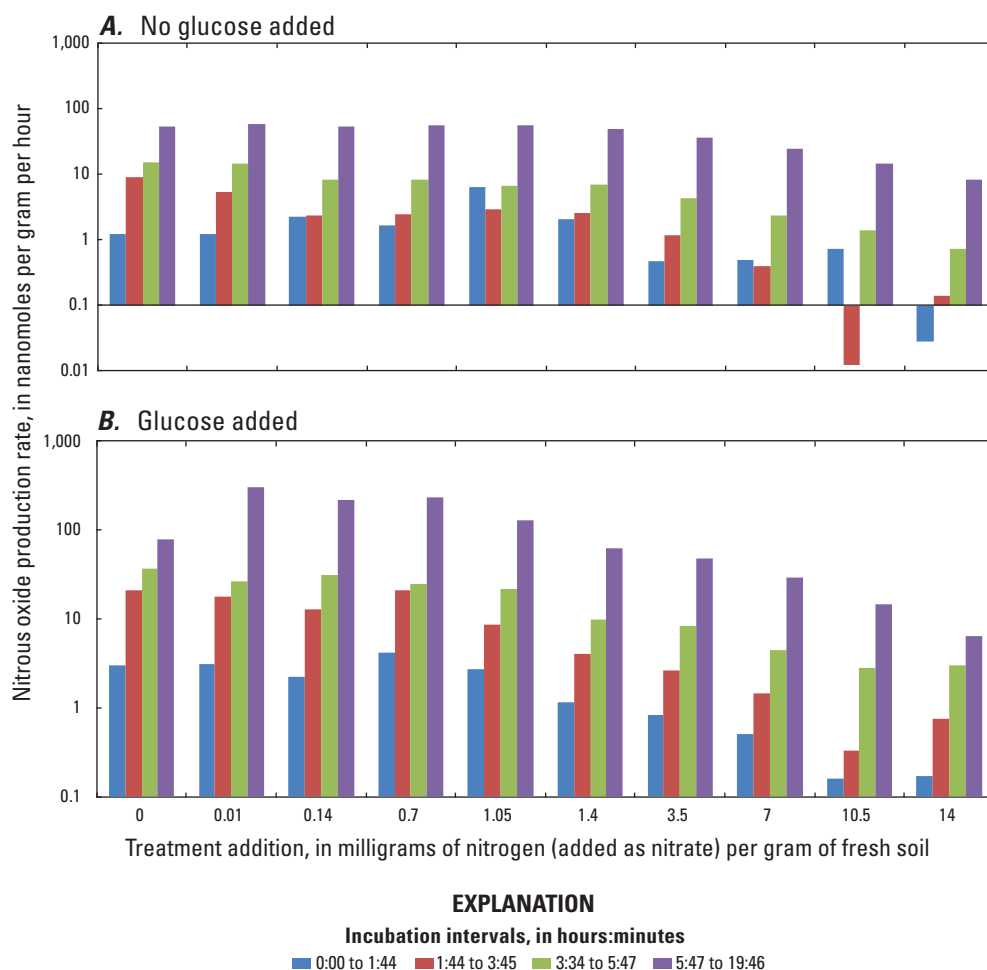 A. No glucose added
1,000
100
10
1
0.1
0.01
B. Glucose added
1,000
100
10
1
0.1
Nitrous oxide production rate, in nanomoles per gram per hour
0 0.01 0.14 0.7 1.05 1.4 3.5 7 10.5 14
Treatment addition, in milligrams of nitrogen (added as nitrate) per gram of fresh soil
EXPLANATION
Incubation intervals, in hours:minutes
0:00 to 1:44 1:44 to 3:45 3:34 to 5:47 5:47 to 19:46